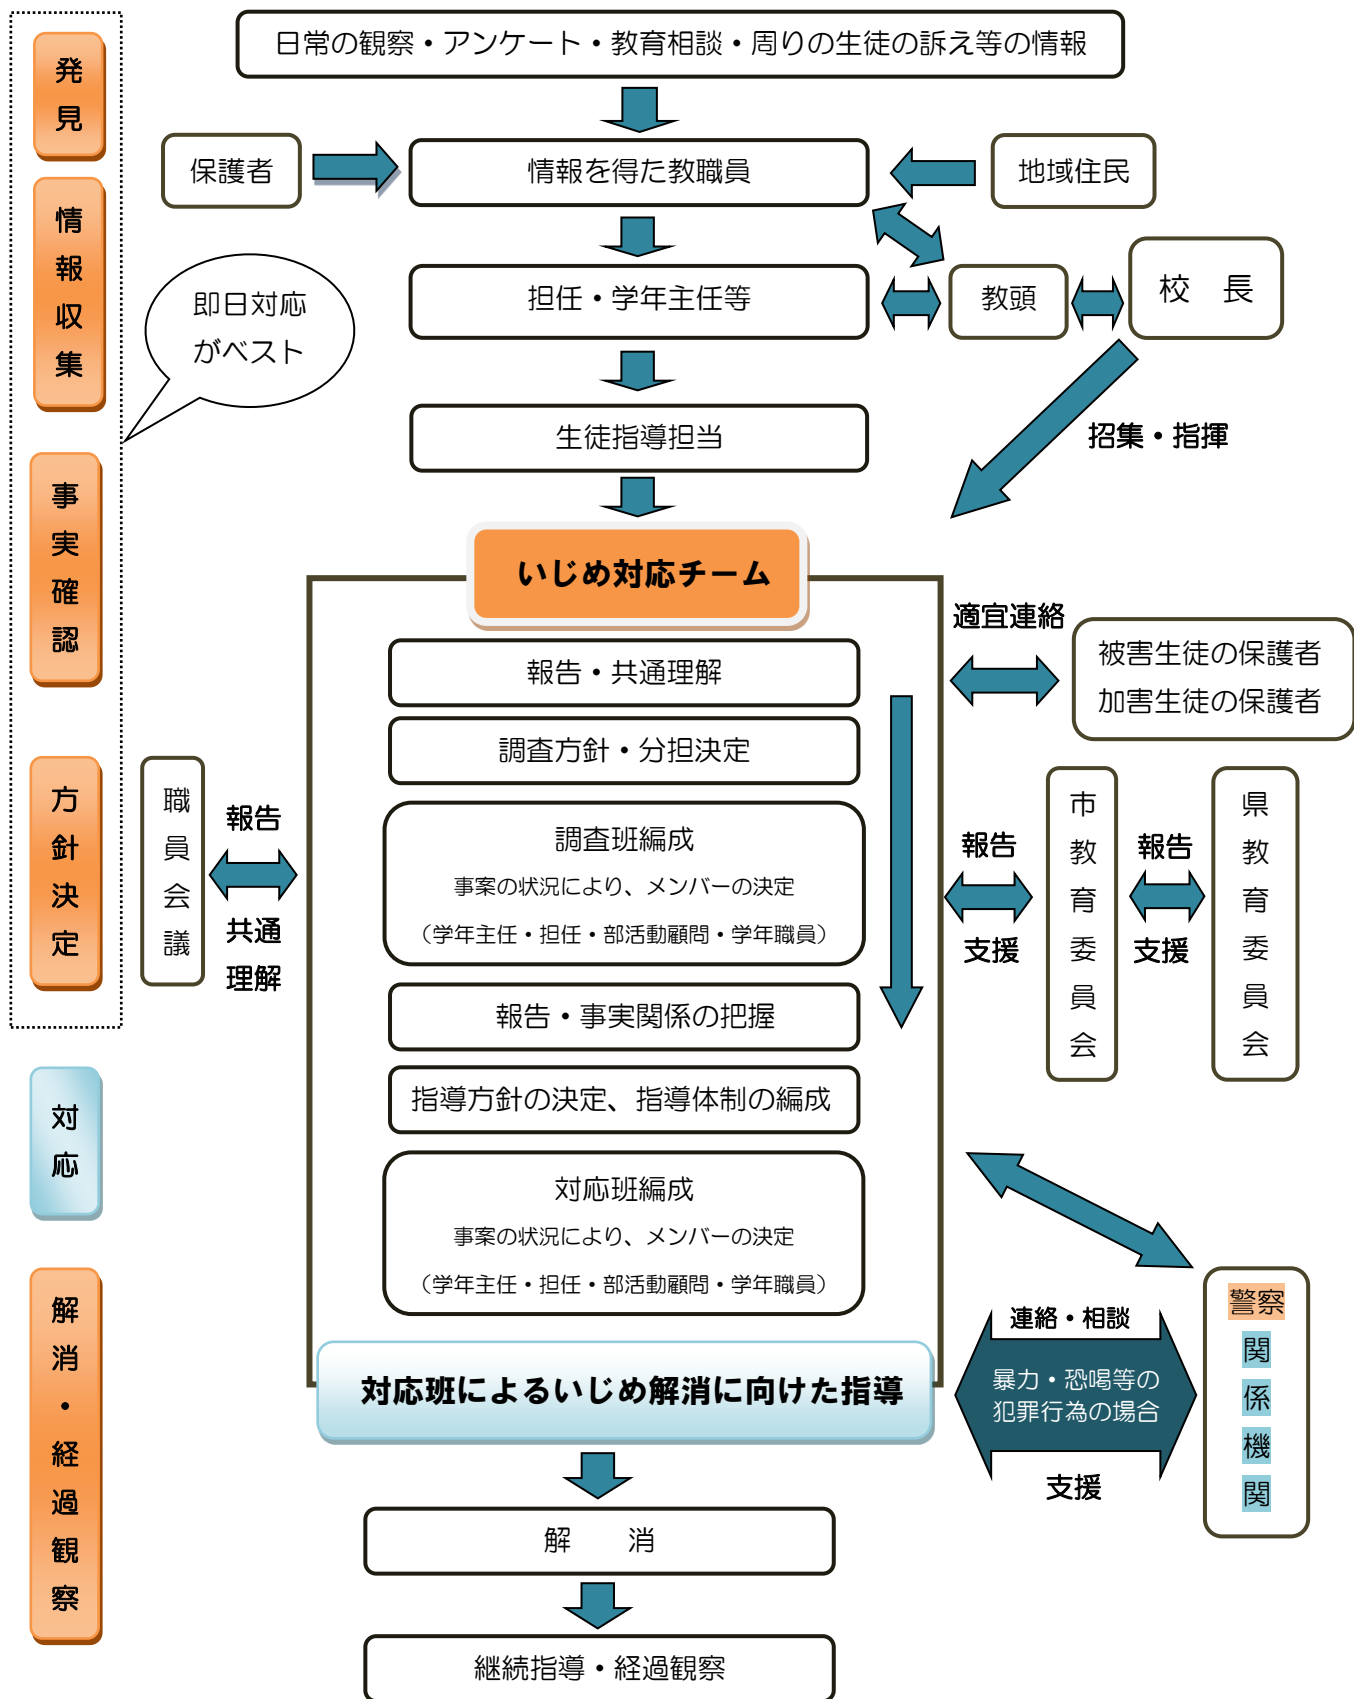 発見
日常の観察・アンケート・教育相談・周りの生徒の訴え等の情報
保護者
情報を得た教職員
地域住民
情報収集
即日対応
がベスト
担任・学年主任等
教頭
校　長
生徒指導担当
招集・指揮
事実確認
いじめ対応チーム
適宜連絡
被害生徒の保護者
加害生徒の保護者
報告・共通理解
調査方針・分担決定
方針決定
職員会議
報告
共通
理解
調査班編成
事案の状況により、メンバーの決定
（学年主任・担任・部活動顧問・学年職員）
報告
支援
市教育委員会
報告
支援
県教育委員会
報告・事実関係の把握
対応
指導方針の決定、指導体制の編成
対応班編成
事案の状況により、メンバーの決定
（学年主任・担任・部活動顧問・学年職員）
解消・経過観察
対応班によるいじめ解消に向けた指導
連絡・相談
暴力・恐喝等の
犯罪行為の場合
支援
警察
関係機関
解　　消
継続指導・経過観察